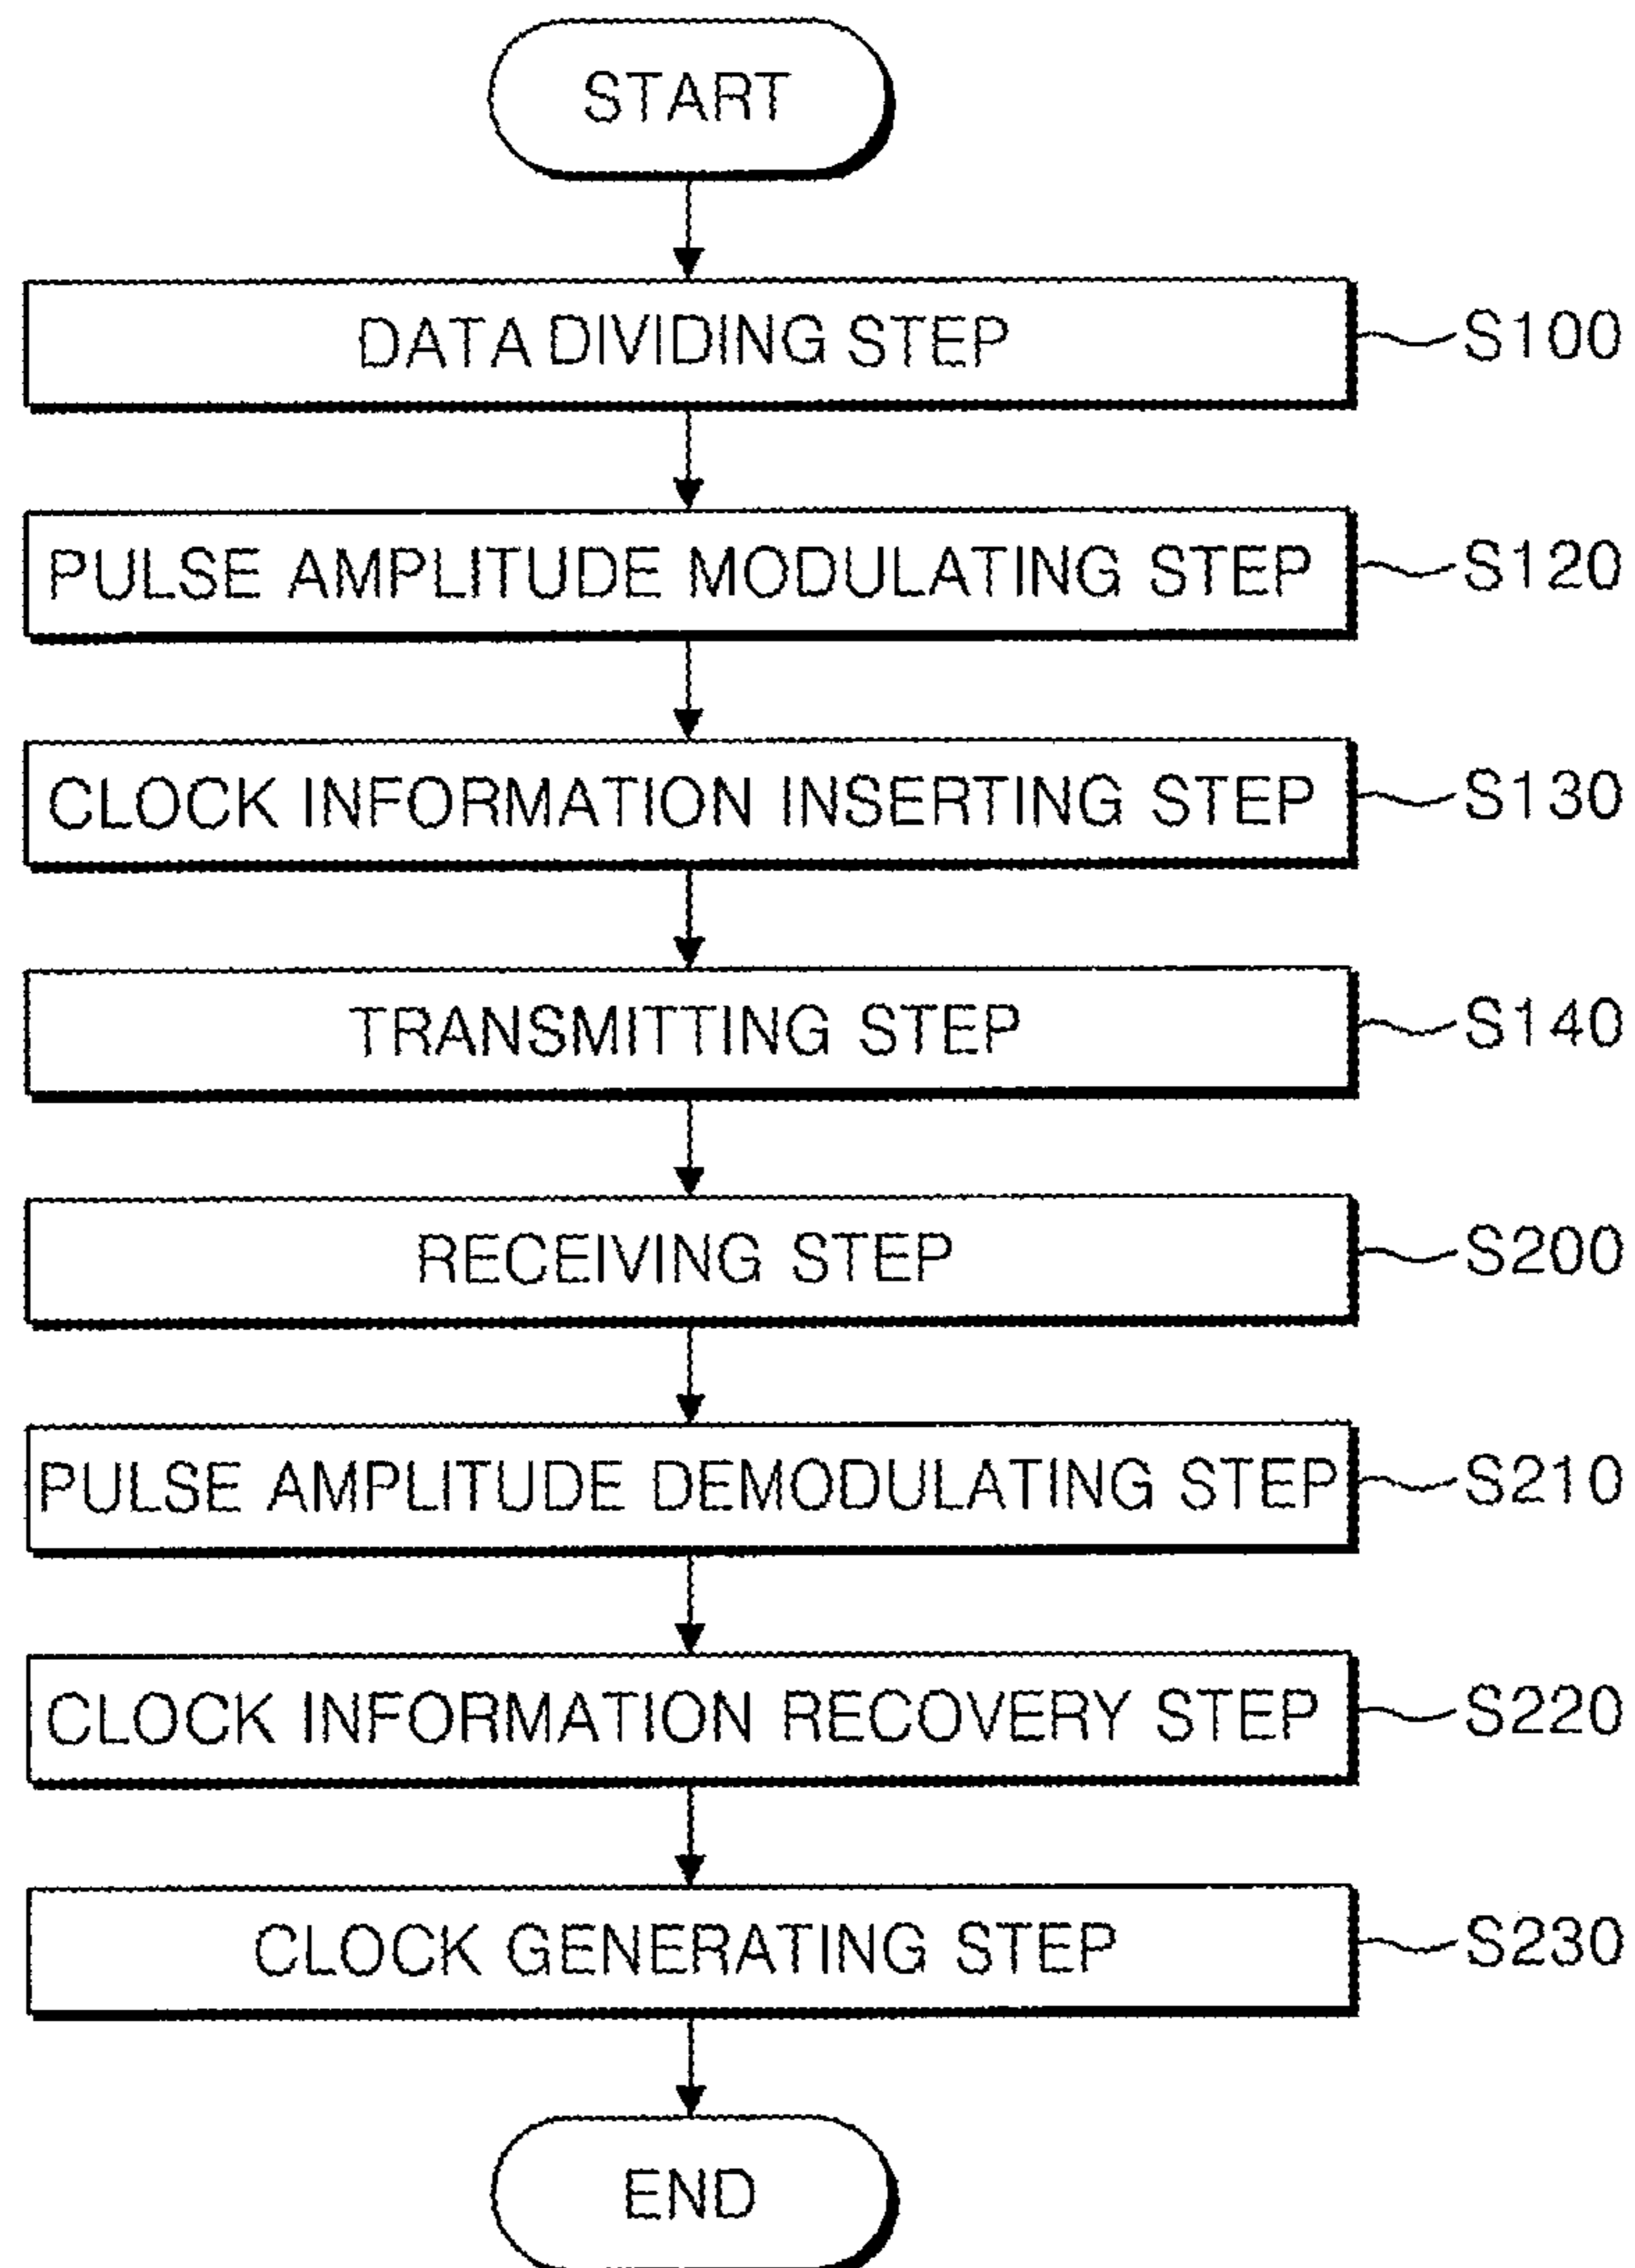 START
DATA DIVIDING STEP
S100
PULSE AMPLITUDE MODULATING STEP
S120
CLOCK INFORMATION INSERTING STEP
S130
TRANSMITTING STEP
S140
RECEIVING STEP
S200
PULSE AMPLITUDE DEMODULATING STEP
S210
CLOCK INFORMATION RECOVERY STEP
S220
CLOCK GENERATING STEP
S230
END